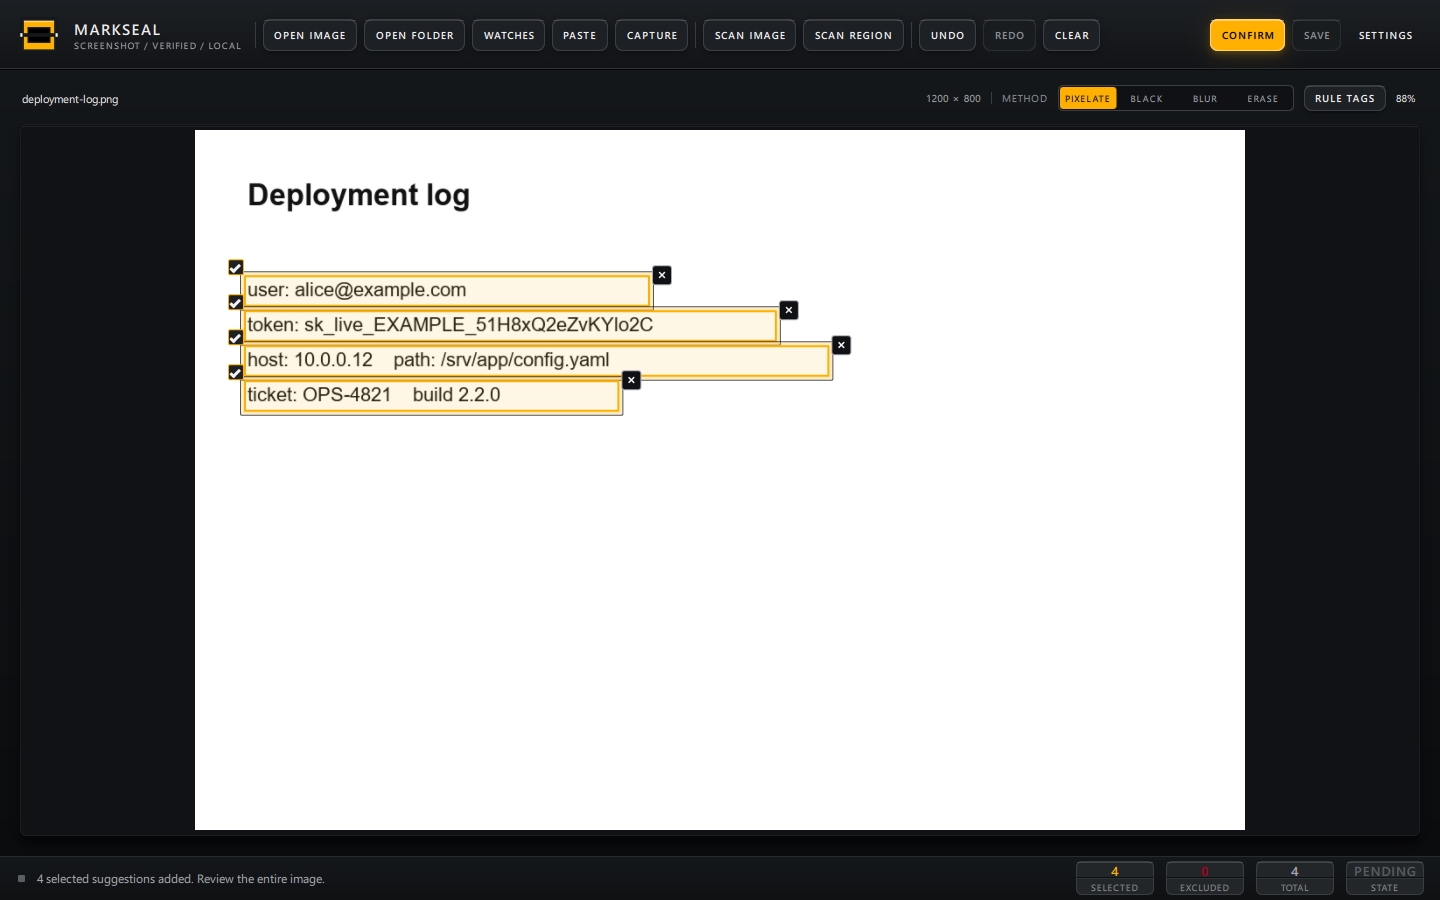 MARKSEAL
SCREENSHOT / VERIFIED / LOCAL
OPEN IMAGE
OPEN FOLDER
WATCHES
PASTE
CAPTURE
SCAN IMAGE
SCAN REGION
UNDO
REDO
CLEAR
CONFIRM
SAVE
SETTINGS
deployment-log.png
1200 × 800
METHOD
PIXELATE
BLACK
BLUR
ERASE
RULE TAGS
88%
Deployment log
user: alice@example.com
token: sk_live_EXAMPLE_51H8xQ2eZvKYlo2C
host: 10.0.0.12 path: /srv/app/config.yaml
ticket: OPS-4821 build 2.2.0
4 selected suggestions added. Review the entire image.
4
SELECTED
0
EXCLUDED
4
TOTAL
PENDING
STATE